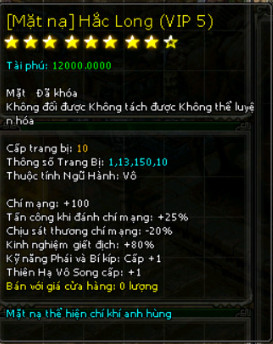 [Mặt nạ] Hắc Long (VIP 5)
Tài phú: 12000.0000
Mặt Đã khóa
Không đổi được Không tách được Không thể luyệ
n hóa
Cấp trang bị: 10
Thông số Trang Bị: 1,13,150,10
Thuộc tính Ngũ Hành: Vô
Chí mạng: +100
Tấn công khi đánh chí mạng: +25%
Chịu sát thương chí mạng: -20%
Kinh nghiệm giết địch: +80%
Kỹ năng Phái và Bí kíp: Cấp +1
Thiên Hạ Vô Song cấp: +1
Bán với giá cửa hàng: 0 lượng
Mặt nạ thể hiện chí khí anh hùng